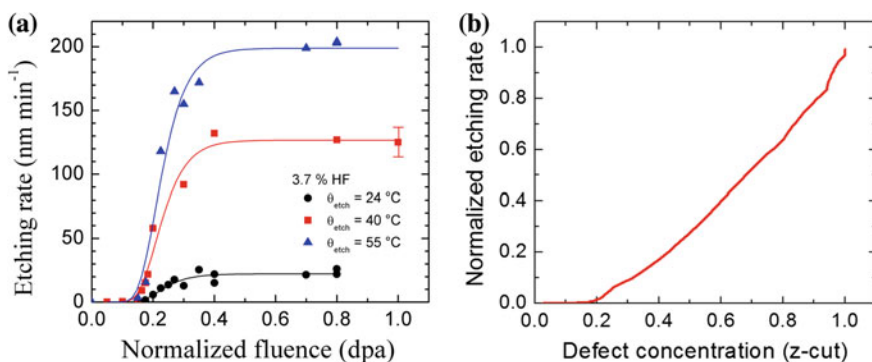 (a)
200
150
100
50
0
Etching rate (nm min⁻¹)
3.7 % HF
θetch = 24 °C
θetch = 40 °C
θetch = 55 °C
0.0 0.2 0.4 0.6 0.8 1.0
Normalized fluence (dpa)
(b)
1.0
0.8
0.6
0.4
0.2
0.0
Normalized etching rate
0.0 0.2 0.4 0.6 0.8 1.0
Defect concentration (z-cut)